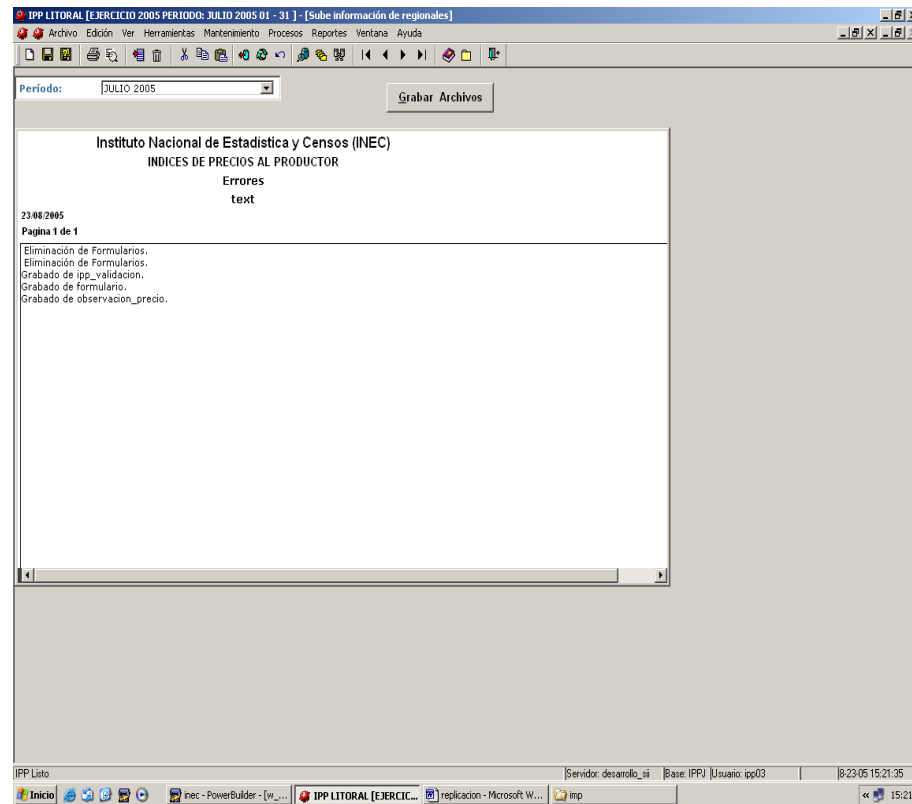 IPP LITORAL [EJERCICIO 2005 PERIODO: JULIO 2005 01 - 31 ] - [Sube información de regionales]
Archivo Edición Ver Herramientas Mantenimiento Procesos Reportes Ventana Ayuda
Período: JULIO 2005
Grabar Archivos
Instituto Nacional de Estadística y Censos (INEC)
INDICES DE PRECIOS AL PRODUCTOR
Errores
text
23/08/2005
Pagina 1 de 1
Eliminación de Formularios.
Eliminación de Formularios.
Grabado de ipp_validacion.
Grabado de formulario.
Grabado de observacion_precio.
IPP Listo Servidor: desarrollo_sii Base: IPPJ Usuario: ipp03 8-23-05 15:21:35
Inicio inec - PowerBuilder - [w_... IPP LITORAL [EJERCIC... replicacion - Microsoft W... imp « 15:21